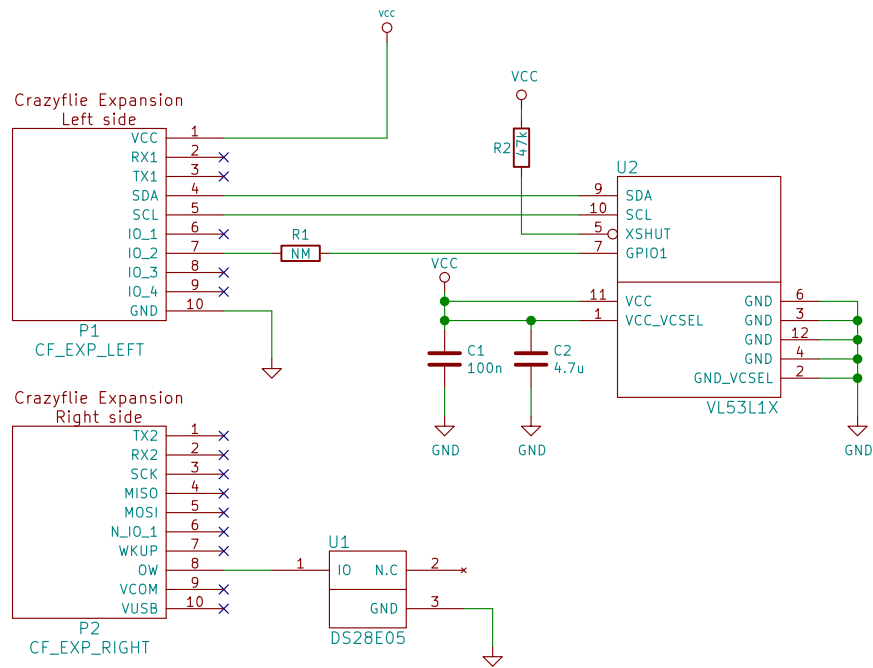 VCC
Crazyflie Expansion
Left side
VCC 1
RX1 2
TX1 3
SDA 4
SCL 5
IO_1 6
IO_2 7
IO_3 8
IO_4 9
GND 10
P1
CF_EXP_LEFT
R1
NM
VCC
R2 47k
U2
9 SDA
10 SCL
5 XSHUT
7 GPIO1
11 VCC
1 VCC_VCSEL
GND 6
GND 3
GND 12
GND 4
GND_VCSEL 2
VL53L1X
VCC
C1
100n
C2
4.7u
GND
GND
GND
Crazyflie Expansion
Right side
TX2 1
RX2 2
SCK 3
MISO 4
MOSI 5
N_IO_1 6
WKUP 7
OW 8
VCOM 9
VUSB 10
P2
CF_EXP_RIGHT
U1
1 IO N.C 2
GND 3
DS28E05